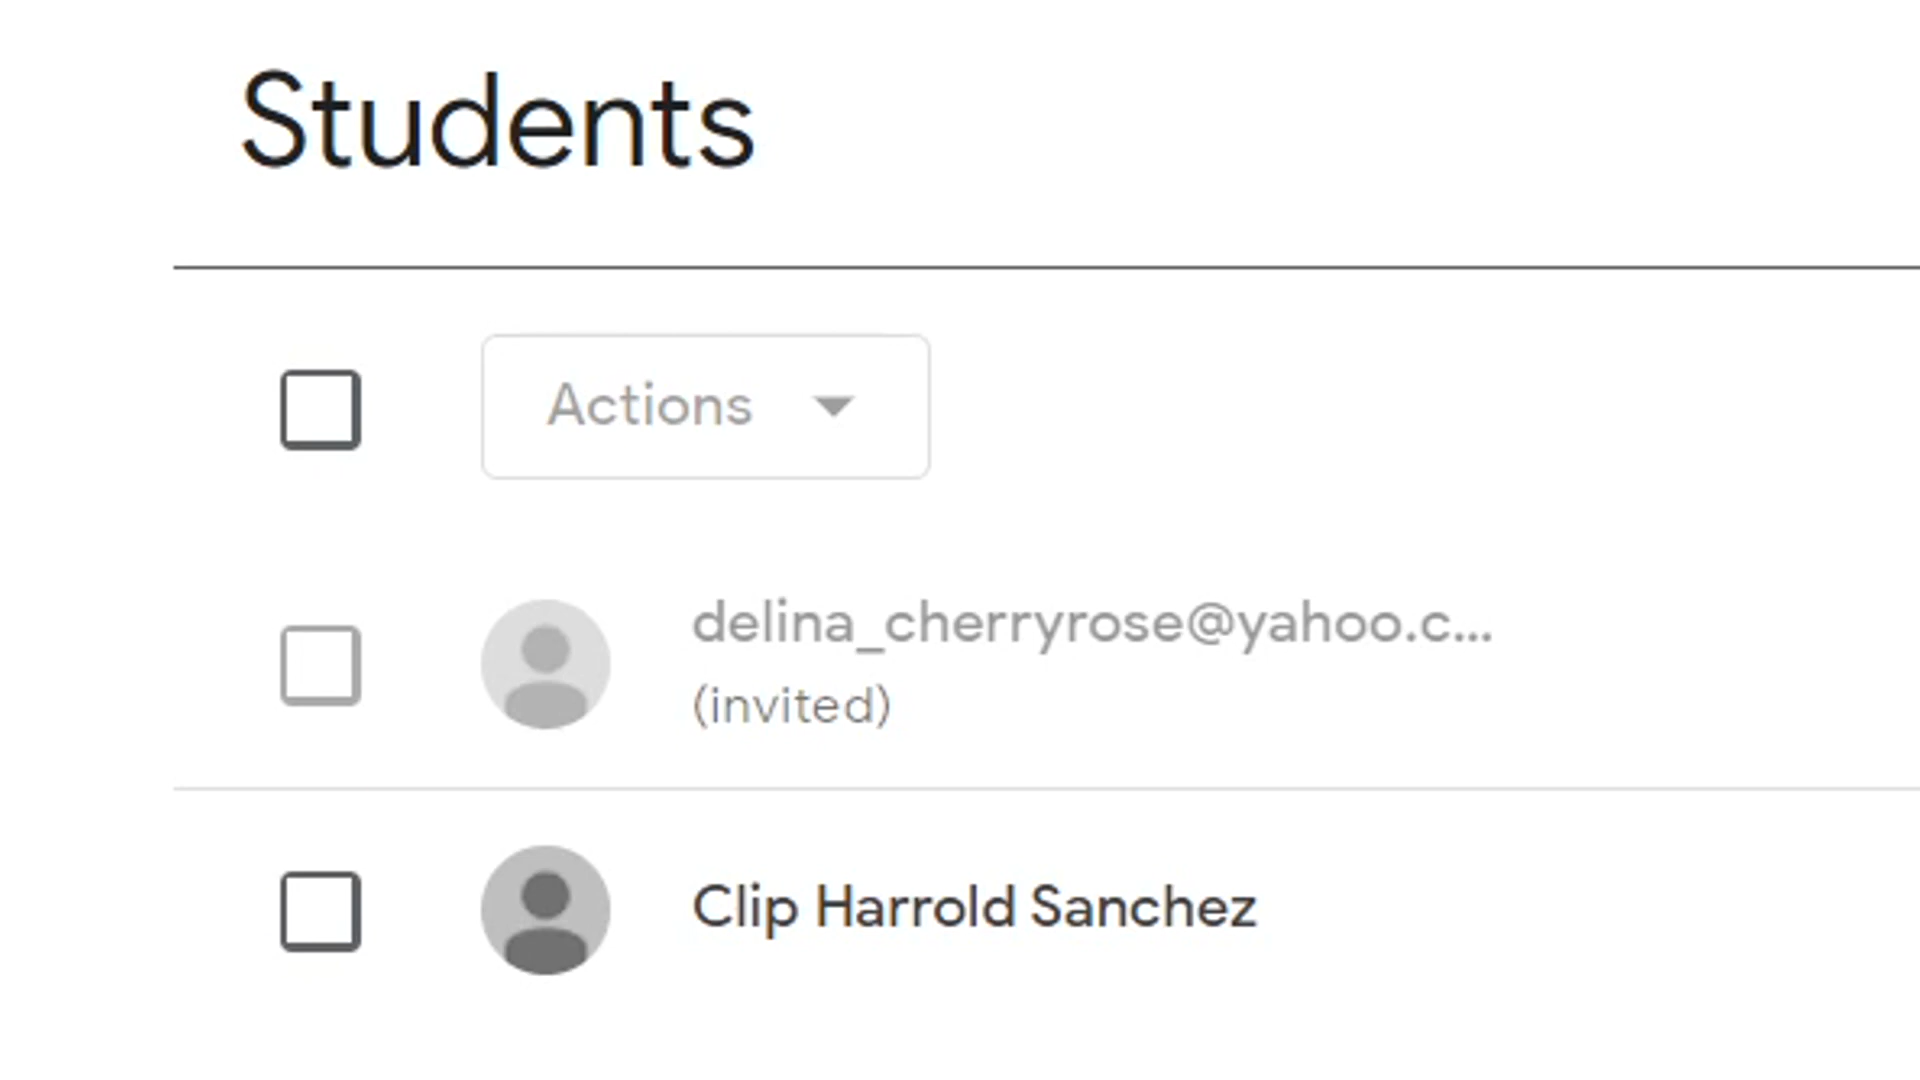 Students
Actions
delina_cherryrose@yahoo.c...
(invited)
Clip Harrold Sanchez